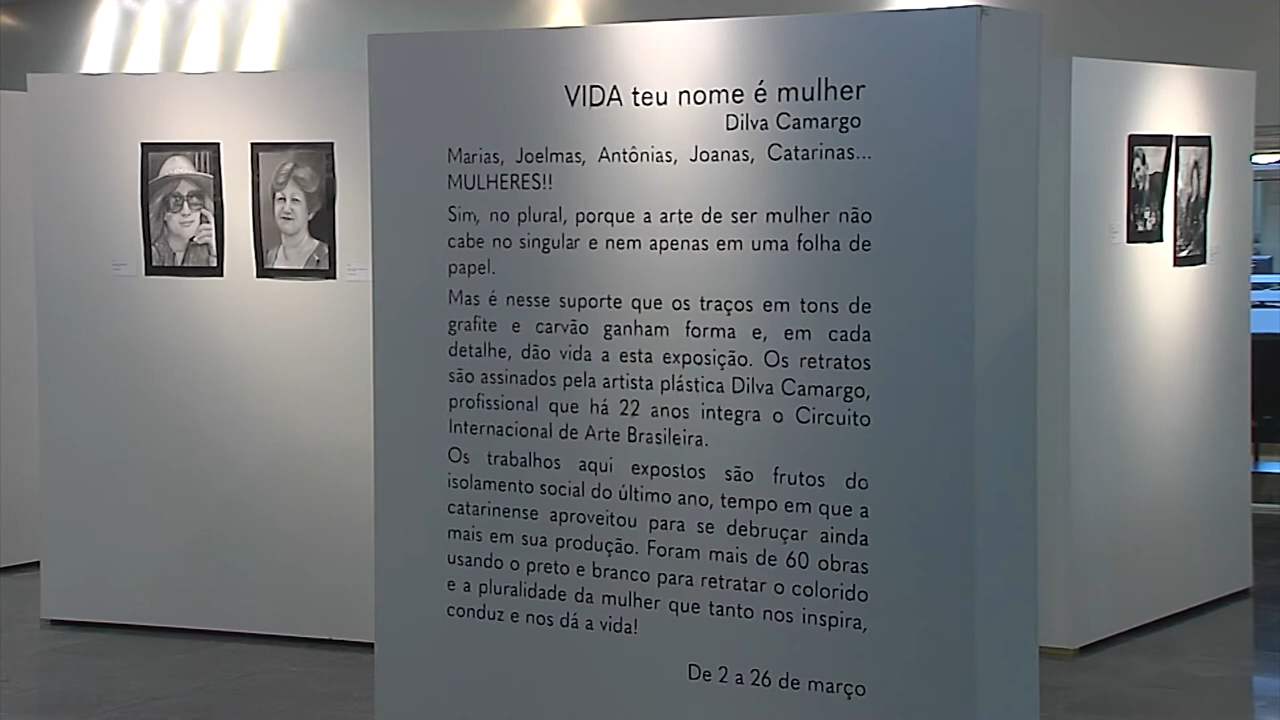 VIDA teu nome é mulher
Dilva Camargo
Marias, Joelmas, Antônias, Joanas, Catarinas...
MULHERES!!
Sim, no plural, porque a arte de ser mulher não
cabe no singular e nem apenas em uma folha de
papel.
Mas é nesse suporte que os traços em tons de
grafite e carvão ganham forma e, em cada
detalhe, dão vida a esta exposição. Os retratos
são assinados pela artista plástica Dilva Camargo,
profissional que há 22 anos integra o Circuito
Internacional de Arte Brasileira.
Os trabalhos aqui expostos são frutos do
isolamento social do último ano, tempo em que a
catarinense aproveitou para se debruçar ainda
mais em sua produção. Foram mais de 60 obras
usando o preto e branco para retratar o colorido
e a pluralidade da mulher que tanto nos inspira,
conduz e nos dá a vida!
De 2 a 26 de março